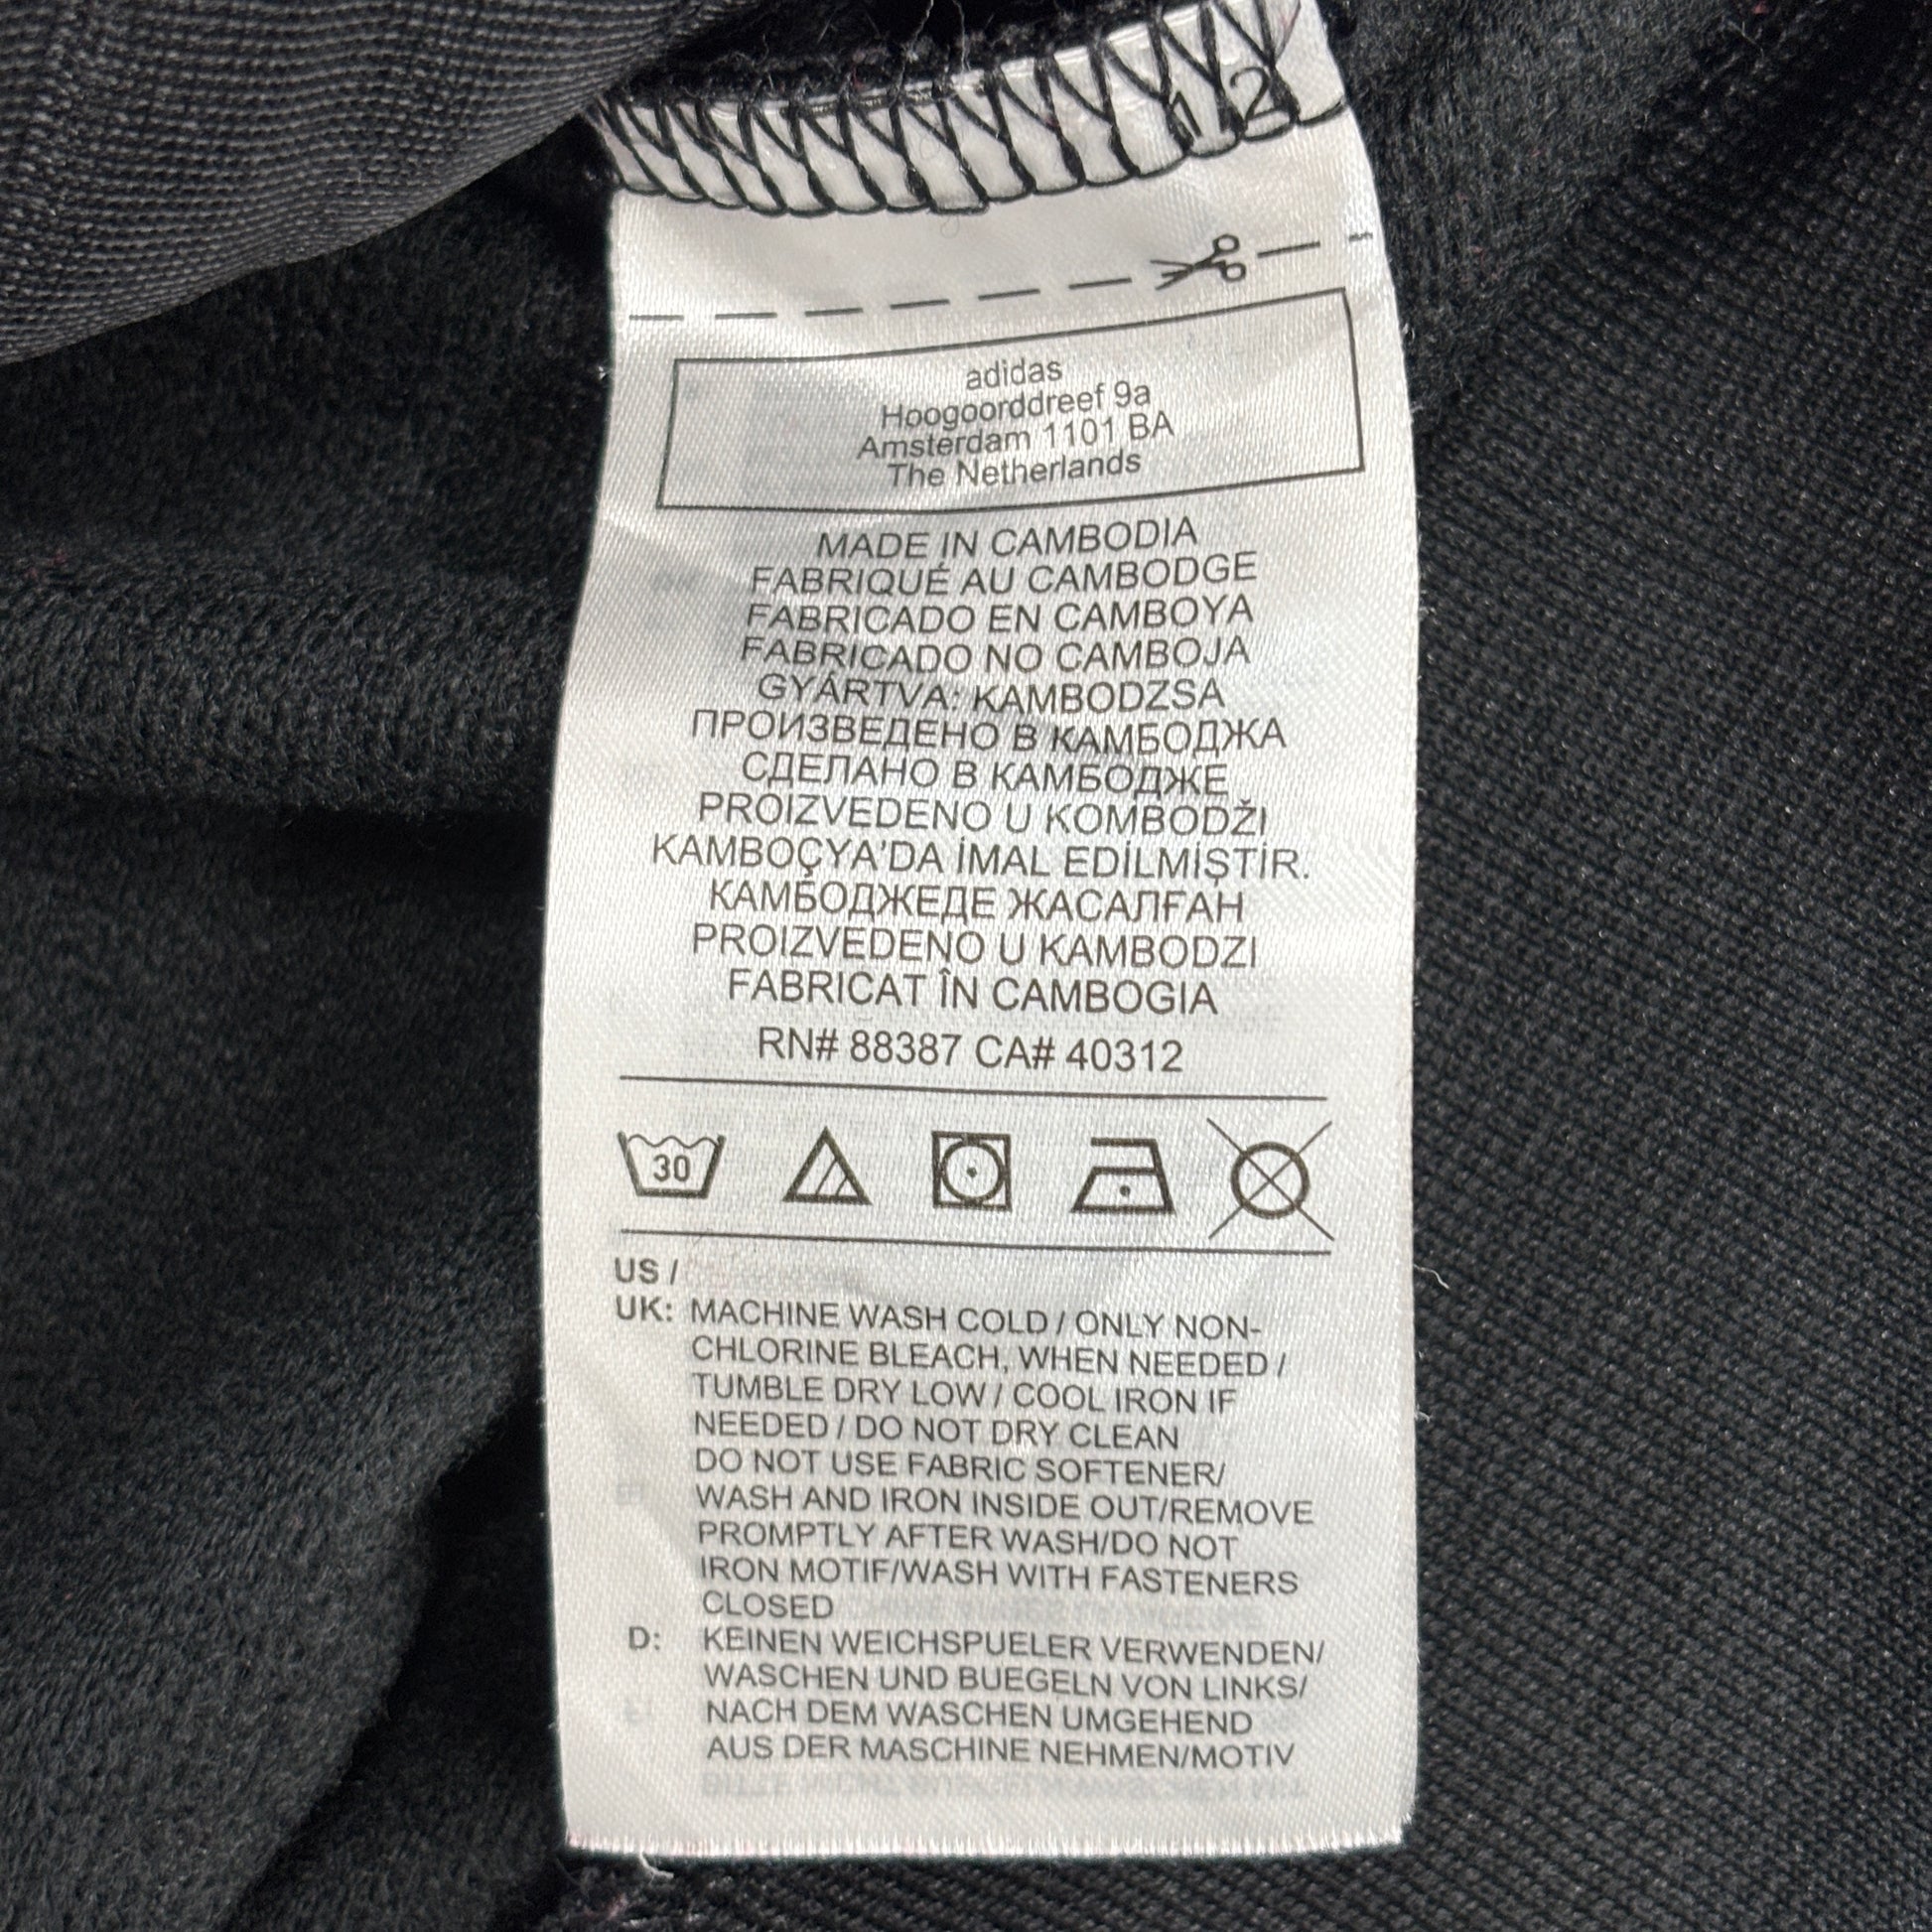 12
adidas
Hoogoorddreef 9a
Amsterdam 1101 BA
The Netherlands
MADE IN CAMBODIA
FABRIQUÉ AU CAMBODGE
FABRICADO EN CAMBOYA
FABRICADO NO CAMBOJA
GYÁRTVA: KAMBODZSA
ПРОИЗВЕДЕНО В КАМБОДЖА
СДЕЛАНО В КАМБОДЖЕ
PROIZVEDENO U KOMBODŽI
KAMBOÇYA'DA İMAL EDİLMİŞTİR.
КАМБОДЖЕДЕ ЖАСАЛҒАН
PROIZVEDENO U KAMBODZI
FABRICAT ÎN CAMBOGIA
RN# 88387 CA# 40312
30
US /
UK: MACHINE WASH COLD / ONLY NON-
CHLORINE BLEACH, WHEN NEEDED /
TUMBLE DRY LOW / COOL IRON IF
NEEDED / DO NOT DRY CLEAN
DO NOT USE FABRIC SOFTENER/
WASH AND IRON INSIDE OUT/REMOVE
PROMPTLY AFTER WASH/DO NOT
IRON MOTIF/WASH WITH FASTENERS
CLOSED
D: KEINEN WEICHSPUELER VERWENDEN/
WASCHEN UND BUEGELN VON LINKS/
NACH DEM WASCHEN UMGEHEND
AUS DER MASCHINE NEHMEN/MOTIV